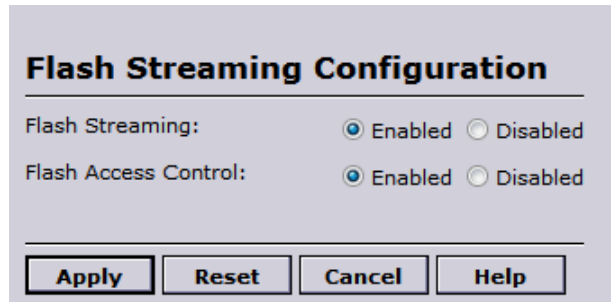 Flash Streaming Configuration
Flash Streaming: Enabled Disabled
Flash Access Control: Enabled Disabled
Apply Reset Cancel Help